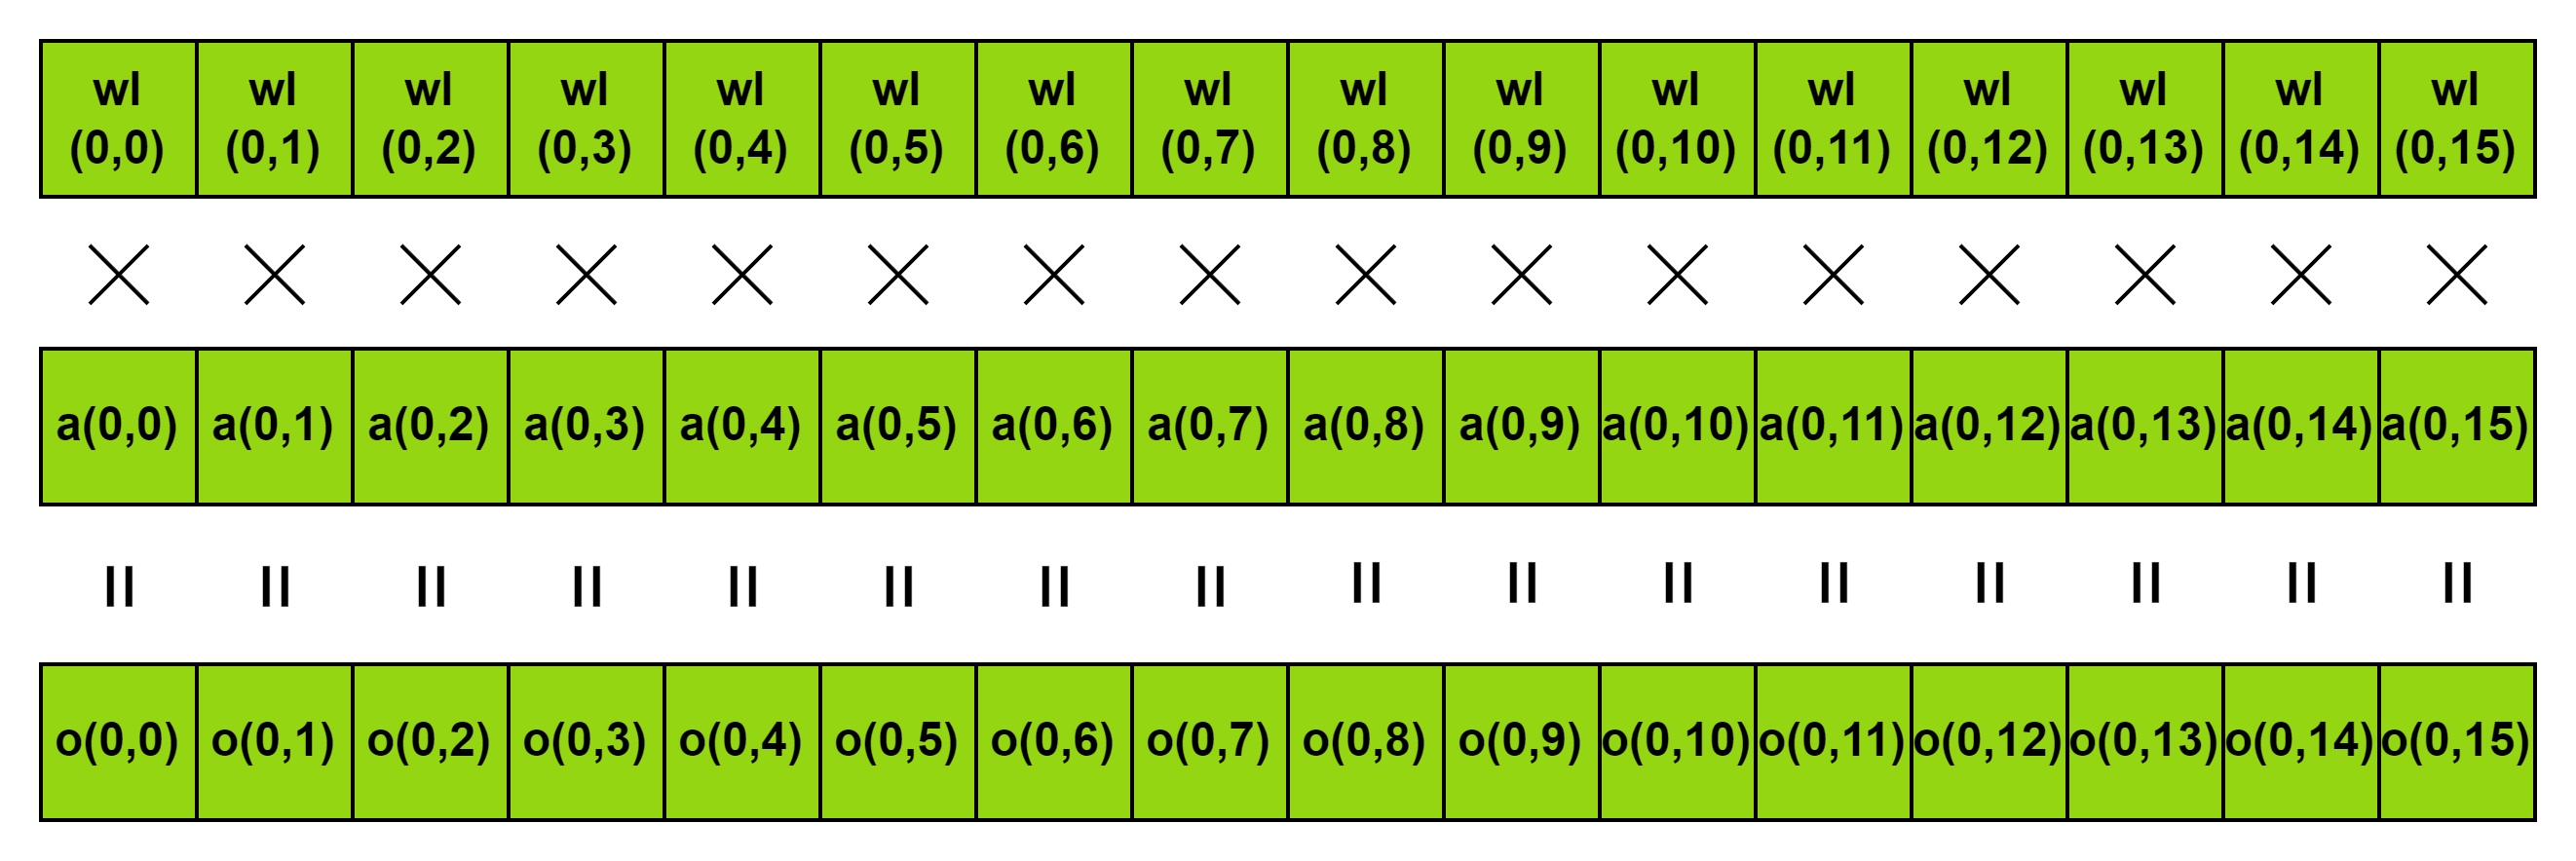 wl wl wl wl wl wl wl wl wl wl wl wl wl wl wl wl
(0,0) (0,1) (0,2) (0,3) (0,4) (0,5) (0,6) (0,7) (0,8) (0,9) (0,10) (0,11) (0,12) (0,13) (0,14) (0,15)
× × × × × × × × × × × × × × × ×
a(0,0) a(0,1) a(0,2) a(0,3) a(0,4) a(0,5) a(0,6) a(0,7) a(0,8) a(0,9) a(0,10) a(0,11) a(0,12) a(0,13) a(0,14) a(0,15)
= = = = = = = = = = = = = = = =
o(0,0) o(0,1) o(0,2) o(0,3) o(0,4) o(0,5) o(0,6) o(0,7) o(0,8) o(0,9) o(0,10) o(0,11) o(0,12) o(0,13) o(0,14) o(0,15)